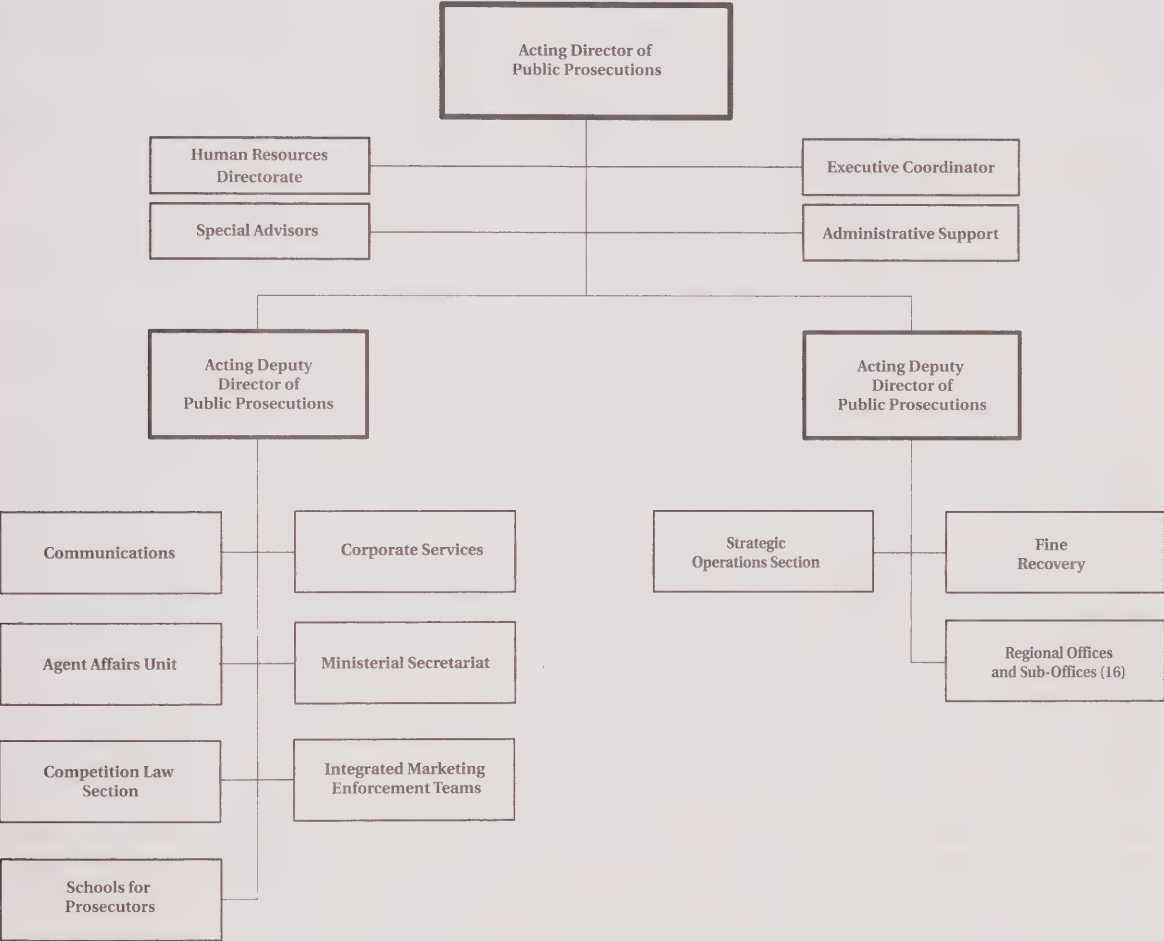 Acting Director of
Public Prosecutions
Human Resources
Directorate
Executive Coordinator
Special Advisors
Administrative Support
Acting Deputy
Director of
Public Prosecutions
Acting Deputy
Director of
Public Prosecutions
Communications
Corporate Services
Strategic
Operations Section
Fine
Recovery
Agent Affairs Unit
Ministerial Secretariat
Regional Offices
and Sub-Offices (16)
Competition Law
Section
Integrated Marketing
Enforcement Teams
Schools for
Prosecutors